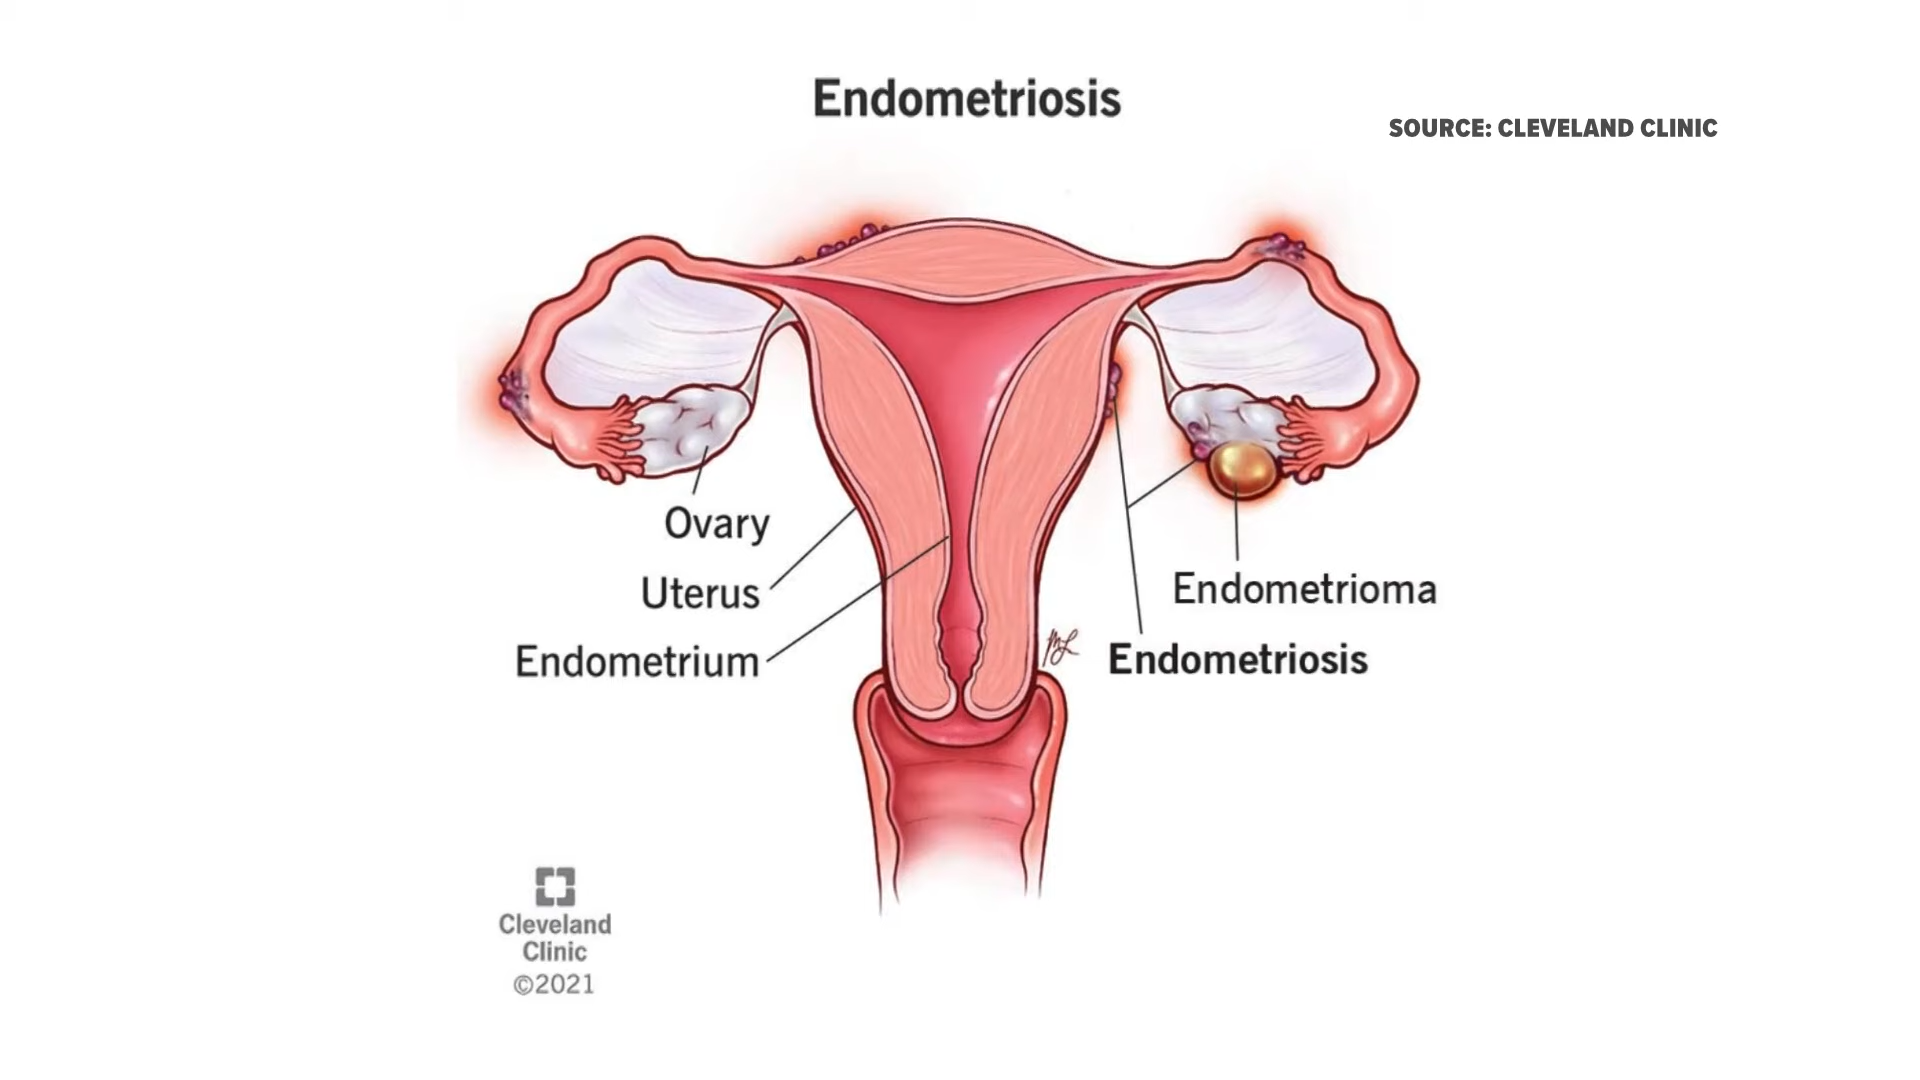 Endometriosis
SOURCE: CLEVELAND CLINIC
Ovary
Uterus
Endometrium
Endometrioma
Endometriosis
Cleveland
Clinic
©2021